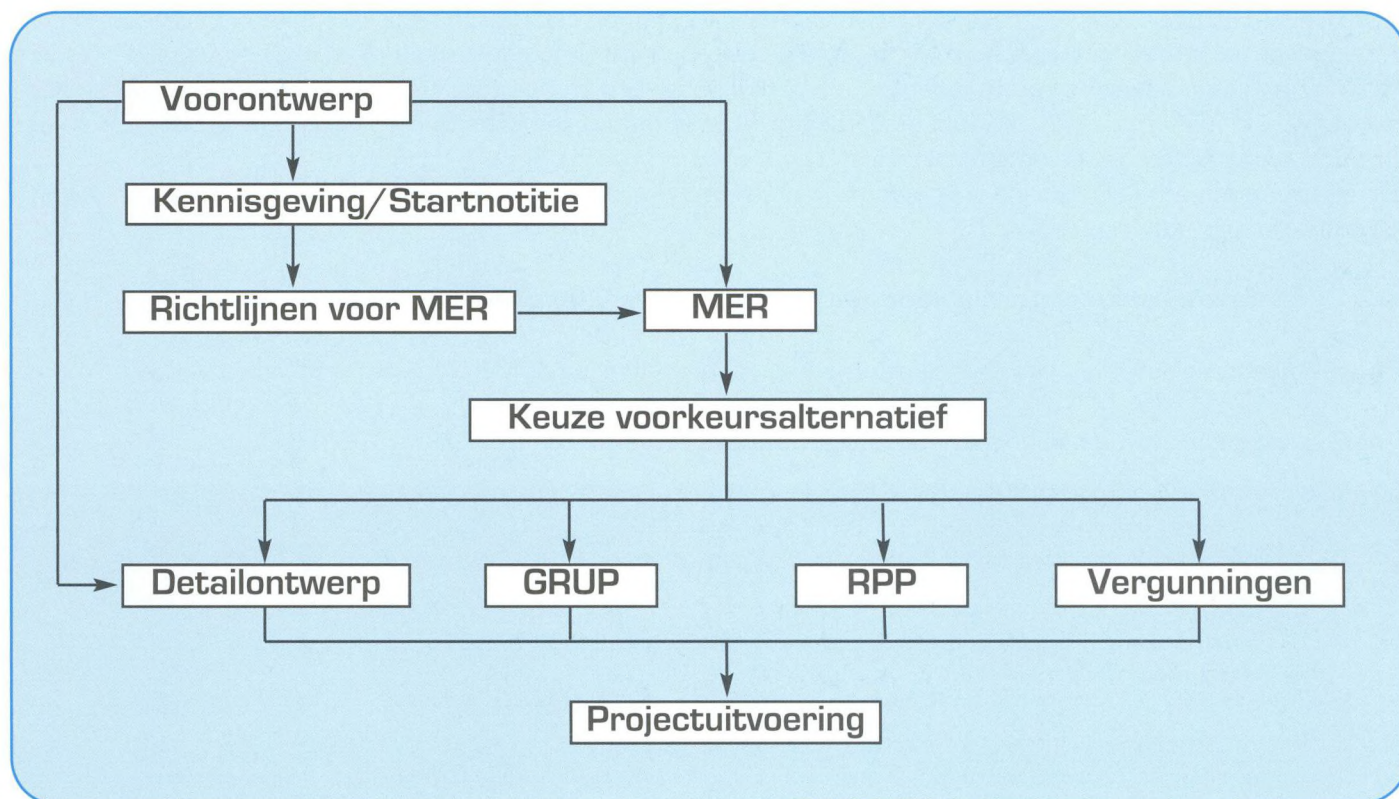 Voorontwerp
Kennisgeving/Startnotitie
Richtlijnen voor MER
MER
Keuze voorkeursalternatief
Detailontwerp
GRUP
RPP
Vergunningen
Projectuitvoering